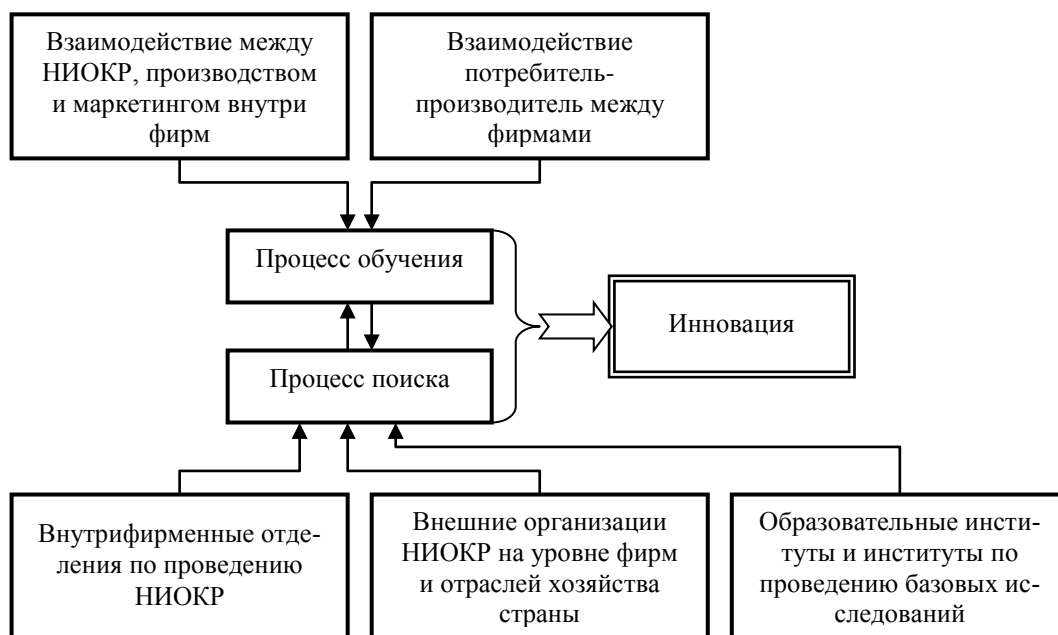 Взаимодействие между
НИОКР, производством
и маркетингом внутри
фирм
Взаимодействие
потребитель-
производитель между
фирмами
Процесс обучения
Инновация
Процесс поиска
Внутрифирменные отде-
ления по проведению
НИОКР
Внешние организации
НИОКР на уровне фирм
и отраслей хозяйства
страны
Образовательные инсти-
туты и институты по
проведению базовых ис-
следований